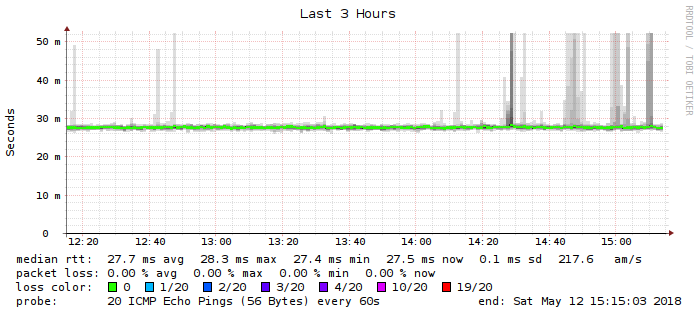 Last 3 Hours
RRDTOOL / TOBI OETIKER
Seconds
50 m
40 m
30 m
20 m
10 m
0
12:20 12:40 13:00 13:20 13:40 14:00 14:20 14:40 15:00
median rtt: 27.7 ms avg 28.3 ms max 27.4 ms min 27.5 ms now 0.1 ms sd 217.6 am/s
packet loss: 0.00 % avg 0.00 % max 0.00 % min 0.00 % now
loss color: 0 1/20 2/20 3/20 4/20 10/20 19/20
probe: 20 ICMP Echo Pings (56 Bytes) every 60s end: Sat May 12 15:15:03 2018